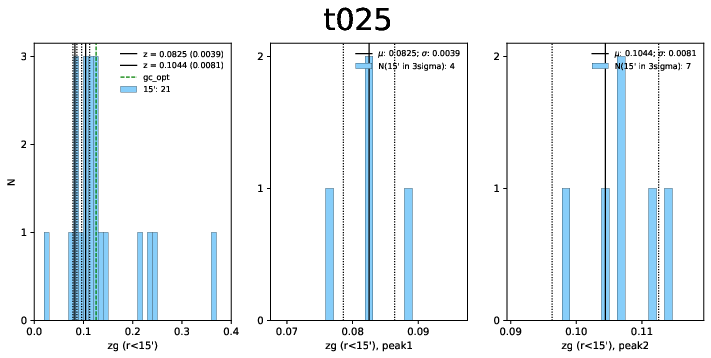 t025
z = 0.0825 (0.0039)
z = 0.1044 (0.0081)
gc_opt
15': 21
N
3
2
1
0
0.0 0.1 0.2 0.3 0.4
zg (r<15')
μ: 0.0825; σ: 0.0039
N(15' in 3sigma): 4
2
1
0
0.07 0.08 0.09
zg (r<15'), peak1
μ: 0.1044; σ: 0.0081
N(15' in 3sigma): 7
2
1
0
0.09 0.10 0.11
zg (r<15'), peak2